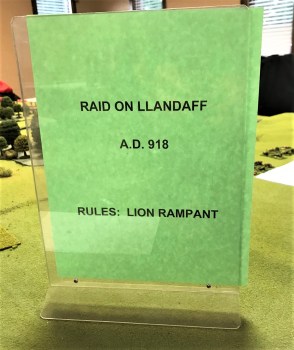 RAID ON LLANDAFF
A.D. 918
RULES: LION RAMPANT